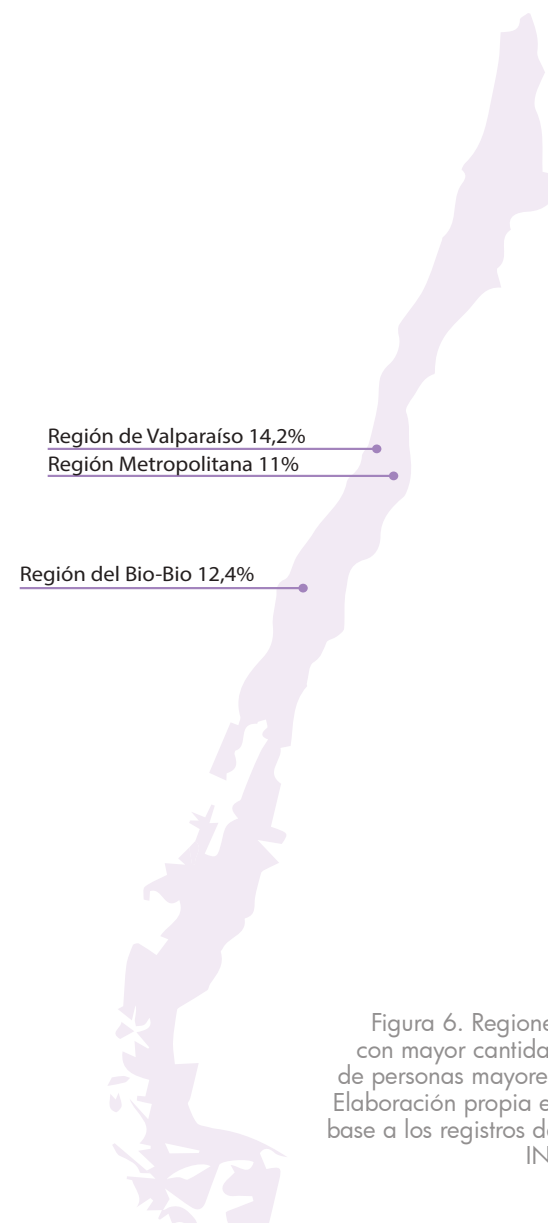 Región de Valparaíso 14,2%
Región Metropolitana 11%
Región del Bio-Bio 12,4%
Figura 6. Regione
con mayor cantida
de personas mayore
Elaboración propia e
base a los registros d
IN